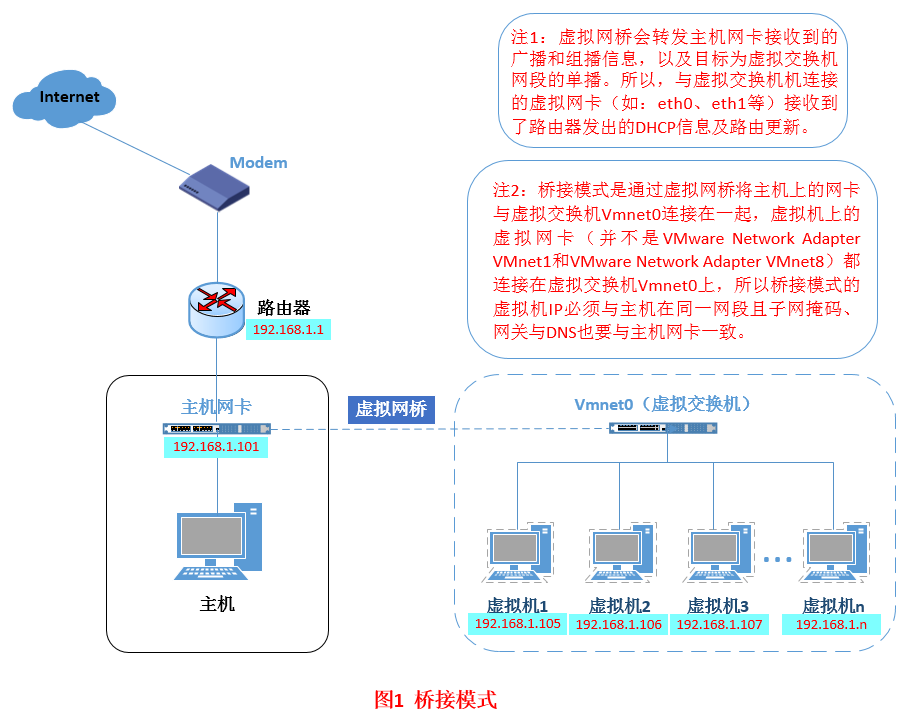 注1：虚拟网桥会转发主机网卡接收到的
广播和组播信息，以及目标为虚拟交换机
网段的单播。所以，与虚拟交换机机连接
的虚拟网卡（如：eth0、eth1等）接收到
了路由器发出的DHCP信息及路由更新。
Internet
Modem
注2：桥接模式是通过虚拟网桥将主机上的网卡
与虚拟交换机Vmnet0连接在一起，虚拟机上的
虚拟网卡（并不是VMware Network Adapter
VMnet1和VMware Network Adapter VMnet8）都
连接在虚拟交换机Vmnet0上，所以桥接模式的
虚拟机IP必须与主机在同一网段且子网掩码、
网关与DNS也要与主机网卡一致。
路由器
192.168.1.1
主机网卡
192.168.1.101
虚拟网桥
Vmnet0（虚拟交换机）
主机
虚拟机1
虚拟机2
虚拟机3
虚拟机n
192.168.1.105
192.168.1.106
192.168.1.107
192.168.1.n
图1 桥接模式